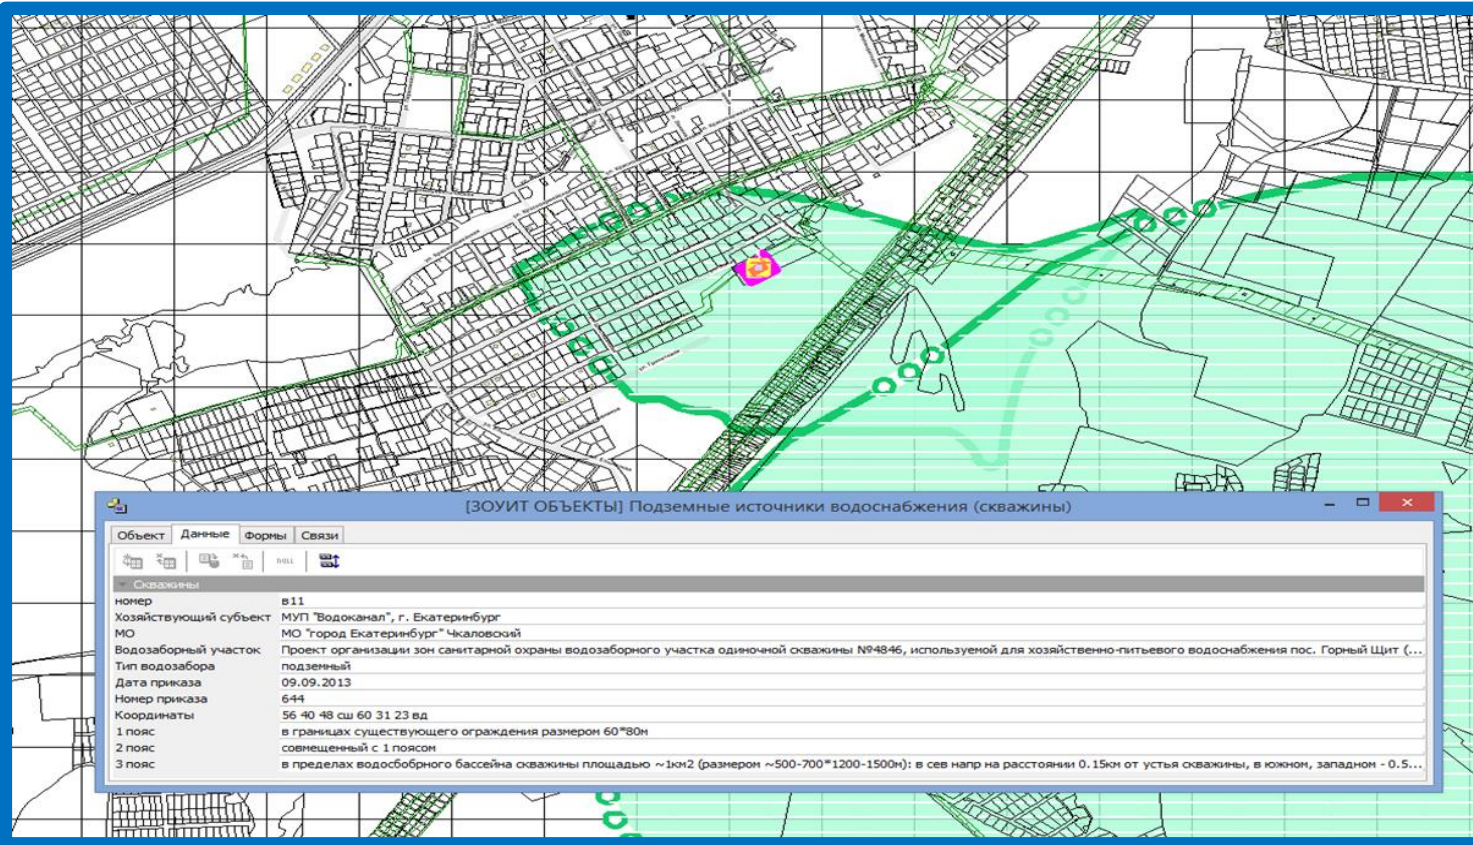 [ЗОУИТ ОБЪЕКТЫ] Подземные источники водоснабжения (скважины)
Объект Данные Формы Связи
NULL
Скважины
номер в11
Хозяйствующий субъект МУП "Водоканал", г. Екатеринбург
МО МО "город Екатеринбург" Чкаловский
Водозаборный участок Проект организации зон санитарной охраны водозаборного участка одиночной скважины №4846, используемой для хозяйственно-питьевого водоснабжения пос. Горный Щит (...
Тип водозабора подземный
Дата приказа 09.09.2013
Номер приказа 644
Координаты 56 40 48 сш 60 31 23 вд
1 пояс в границах существующего ограждения размером 60*80м
2 пояс совмещенный с 1 поясом
3 пояс в пределах водосбобрного бассейна скважины площадью ~1км2 (размером ~500-700*1200-1500м): в сев напр на расстоянии 0.15км от устья скважины, в южном, западном - 0.5...